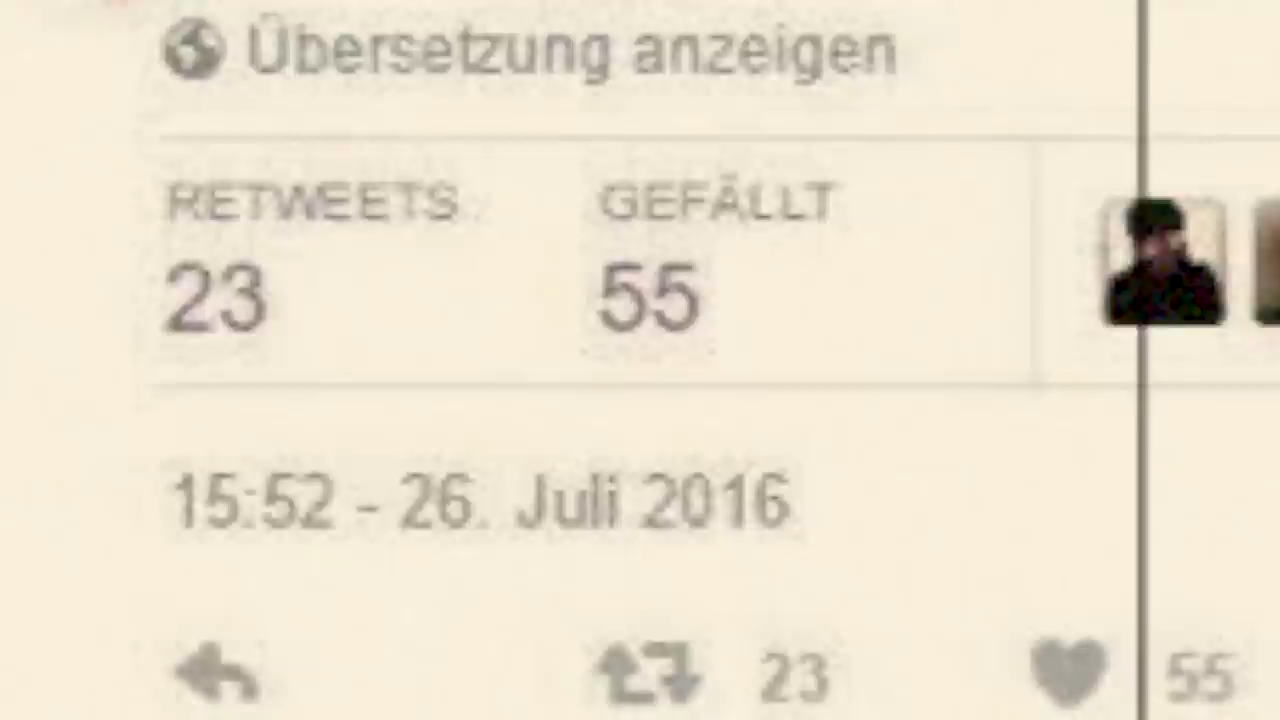 Übersetzung anzeigen
RETWEETS GEFÄLLT
23 55
15:52 - 26. Juli 2016
23 55